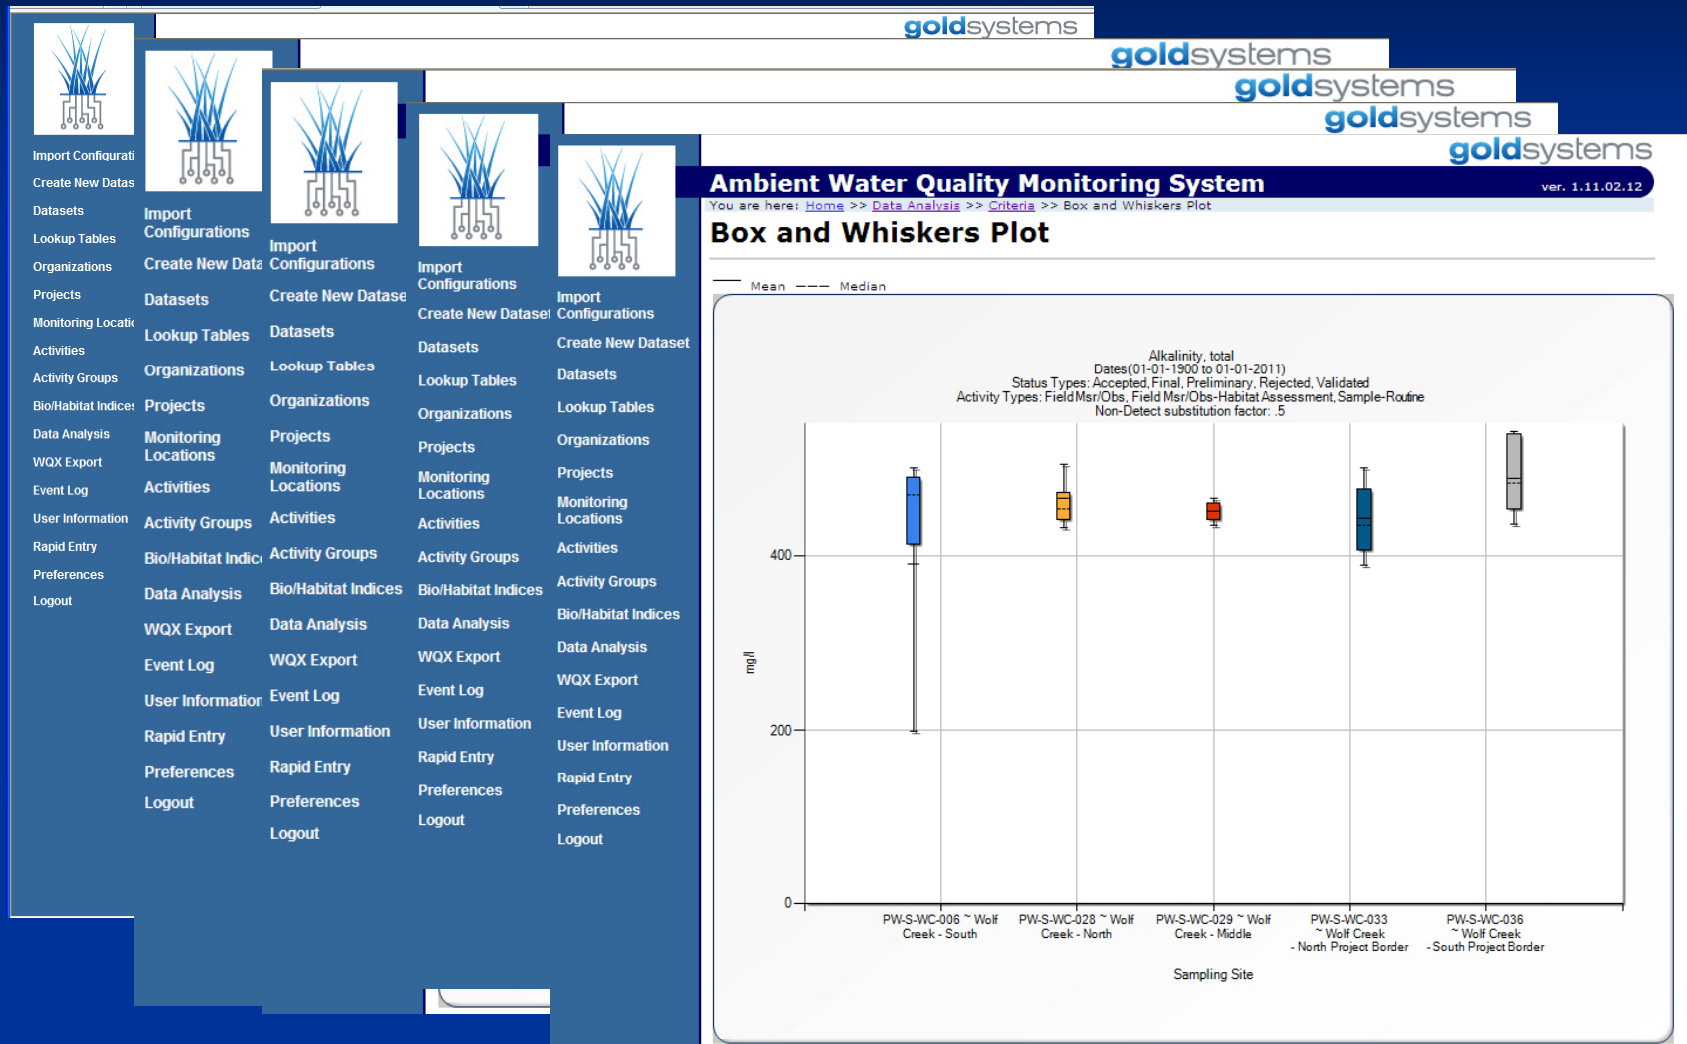 goldsystems
goldsystems
goldsystems
goldsystems
goldsystems
Import Configurati
Create New Datas
Datasets
Lookup Tables
Organizations
Projects
Monitoring Locatic
Activities
Activity Groups
Bio/Habitat Indices
Data Analysis
WQX Export
Event Log
User Information
Rapid Entry
Preferences
Logout
Import
Configurations
Create New Data
Datasets
Lookup Tables
Organizations
Projects
Monitoring
Locations
Activities
Activity Groups
Bio/Habitat Indic
Data Analysis
WQX Export
Event Log
User Information
Rapid Entry
Preferences
Logout
Import
Configurations
Create New Datase
Datasets
Lookup Tables
Organizations
Projects
Monitoring
Locations
Activities
Activity Groups
Bio/Habitat Indices
Data Analysis
WQX Export
Event Log
User Information
Rapid Entry
Preferences
Logout
Import
Configurations
Create New Dataset
Datasets
Lookup Tables
Organizations
Projects
Monitoring
Locations
Activities
Activity Groups
Bio/Habitat Indices
Data Analysis
WQX Export
Event Log
User Information
Rapid Entry
Preferences
Logout
Import
Configurations
Create New Dataset
Datasets
Lookup Tables
Organizations
Projects
Monitoring
Locations
Activities
Activity Groups
Bio/Habitat Indices
Data Analysis
WQX Export
Event Log
User Information
Rapid Entry
Preferences
Logout
Ambient Water Quality Monitoring System ver. 1.11.02.12
You are here: Home >> Data Analysis >> Criteria >> Box and Whiskers Plot
Box and Whiskers Plot
Mean Median
Alkalinity, total
Dates(01-01-1900 to 01-01-2011)
Status Types: Accepted, Final, Preliminary, Rejected, Validated
Activity Types: Field Msr/Obs, Field Msr/Obs-Habitat Assessment, Sample-Routine
Non-Detect substitution factor: .5
400
mg/l
200
0
PW-S-WC-006 ~ Wolf
Creek - South
PW-S-WC-028 ~ Wolf
Creek - North
PW-S-WC-029 ~ Wolf
Creek - Middle
PW-S-WC-033
~ Wolf Creek
- North Project Border
PW-S-WC-036
~ Wolf Creek
- South Project Border
Sampling Site